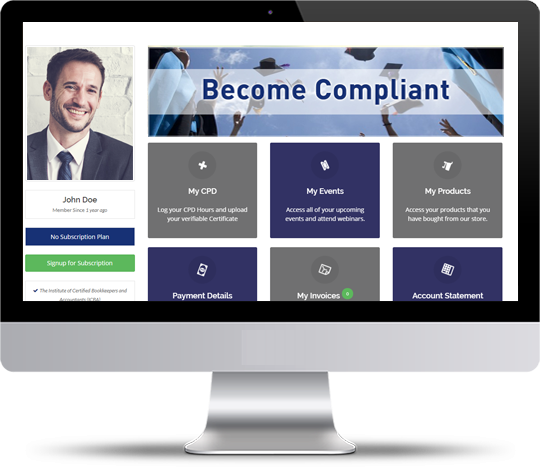 Become Compliant
John Doe
Member Since 1 year ago
No Subscription Plan
Signup for Subscription
The Institute of Certified Bookkeepers and
Accountants (ICBA)
My CPD
Log your CPD Hours and upload
your verifiable Certificate
My Events
Access all of your upcoming
events and attend webinars.
My Products
Access your products that you
have bought from our store.
Payment Details
My Invoices 0
Account Statement